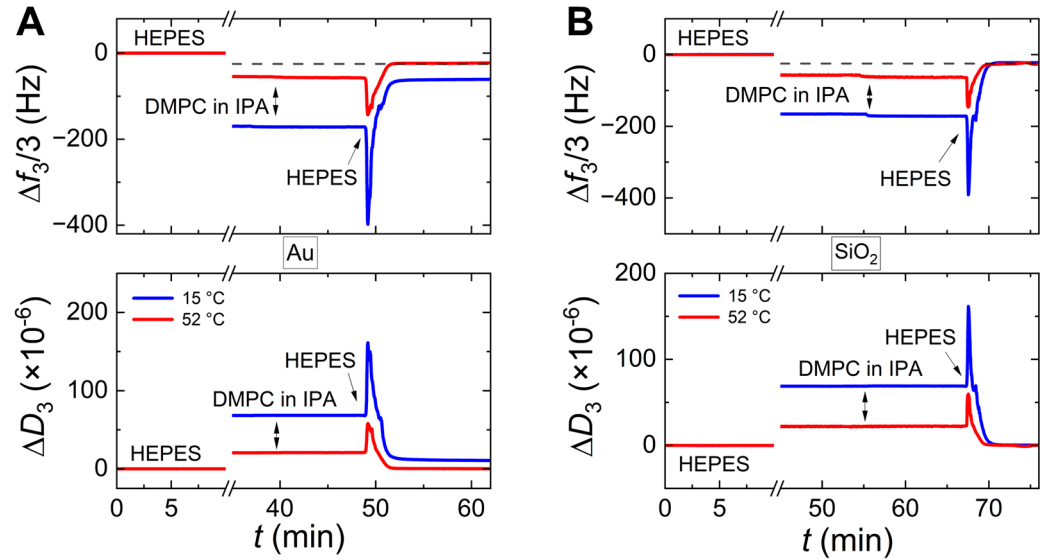 A
HEPES
0
DMPC in IPA
−200
HEPES
−400
Δf₃/3 (Hz)
Au
15 °C
52 °C
200
HEPES
100
DMPC in IPA
HEPES
0
ΔD₃ (×10⁻⁶)
0 5 40 50 60
t (min)
B
HEPES
0
DMPC in IPA
−200
HEPES
−400
Δf₃/3 (Hz)
SiO₂
200
15 °C
52 °C
HEPES
100
DMPC in IPA
0
HEPES
ΔD₃ (×10⁻⁶)
0 5 50 60 70
t (min)